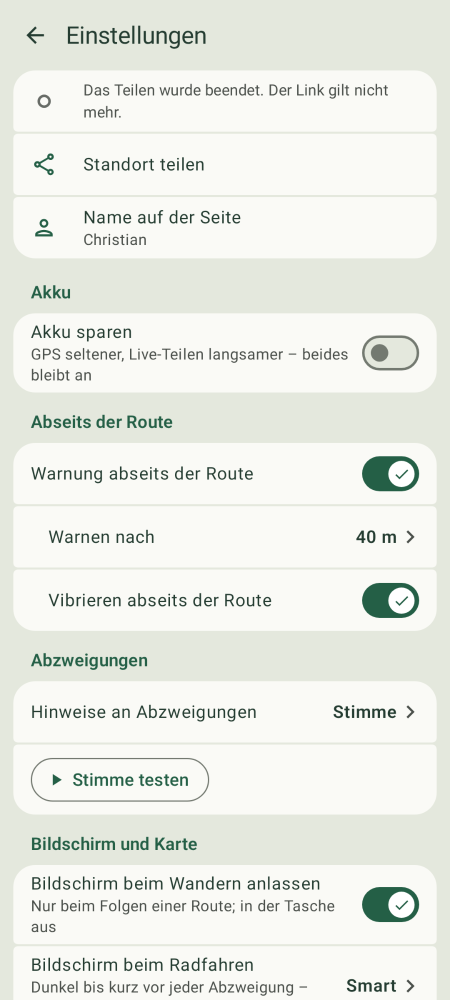 Einstellungen
Das Teilen wurde beendet. Der Link gilt nicht
mehr.
Standort teilen
Name auf der Seite
Christian
Akku
Akku sparen
GPS seltener, Live-Teilen langsamer – beides
bleibt an
Abseits der Route
Warnung abseits der Route
Warnen nach
40 m
Vibrieren abseits der Route
Abzweigungen
Hinweise an Abzweigungen
Stimme
Stimme testen
Bildschirm und Karte
Bildschirm beim Wandern anlassen
Nur beim Folgen einer Route; in der Tasche
aus
Bildschirm beim Radfahren
Dunkel bis kurz vor jeder Abzweigung –
Smart